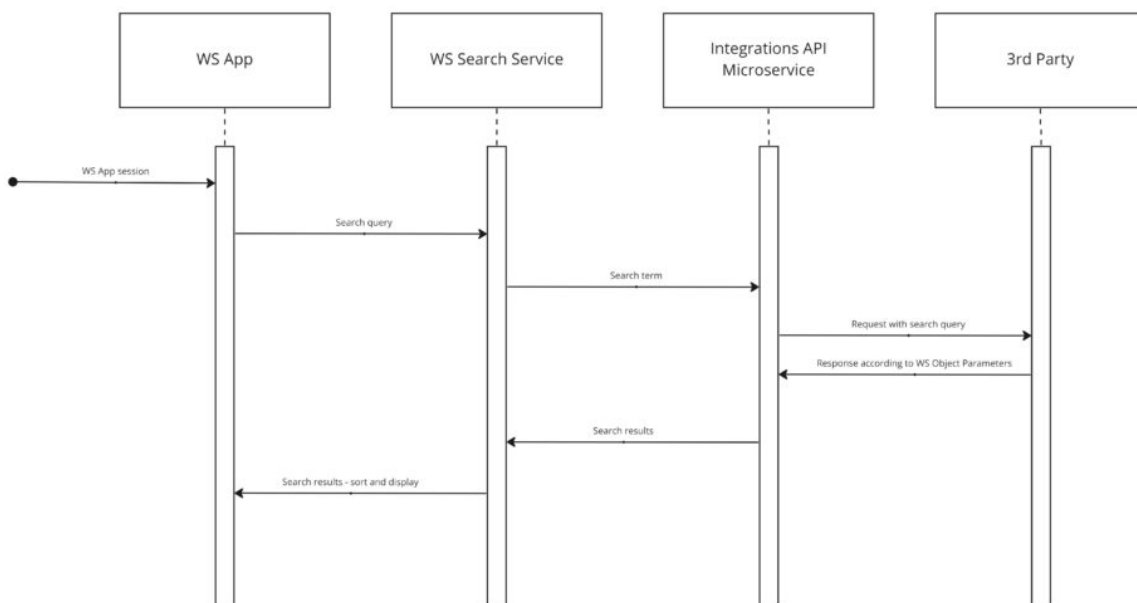 WS App
WS Search Service
Integrations API
Microservice
3rd Party
WS App session
Search query
Search term
Request with search query
Response according to WS Object Parameters
Search results
Search results - sort and display